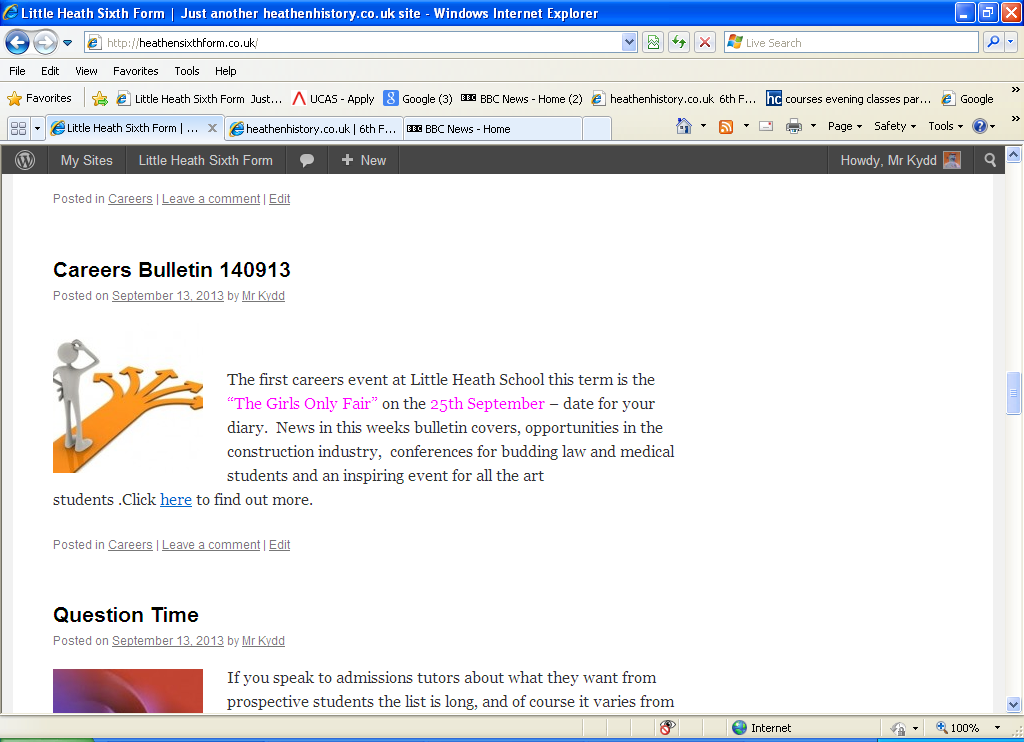 Little Heath Sixth Form | Just another heathenhistory.co.uk site - Windows Internet Explorer
http://heathensixthform.co.uk/
Live Search
File Edit View Favorites Tools Help
Favorites Little Heath Sixth Form Just... UCAS - Apply Google (3) BBC News - Home (2) heathenhistory.co.uk 6th F... courses evening classes par... Google
Little Heath Sixth Form | ... heathenhistory.co.uk | 6th F... BBC News - Home Page Safety Tools
My Sites Little Heath Sixth Form + New Howdy, Mr Kydd
Posted in Careers | Leave a comment | Edit
Careers Bulletin 140913
Posted on September 13, 2013 by Mr Kydd
The first careers event at Little Heath School this term is the
“The Girls Only Fair” on the 25th September – date for your
diary. News in this weeks bulletin covers, opportunities in the
construction industry, conferences for budding law and medical
students and an inspiring event for all the art
students .Click here to find out more.
Posted in Careers | Leave a comment | Edit
Question Time
Posted on September 13, 2013 by Mr Kydd
If you speak to admissions tutors about what they want from
prospective students the list is long, and of course it varies from
Internet 100%